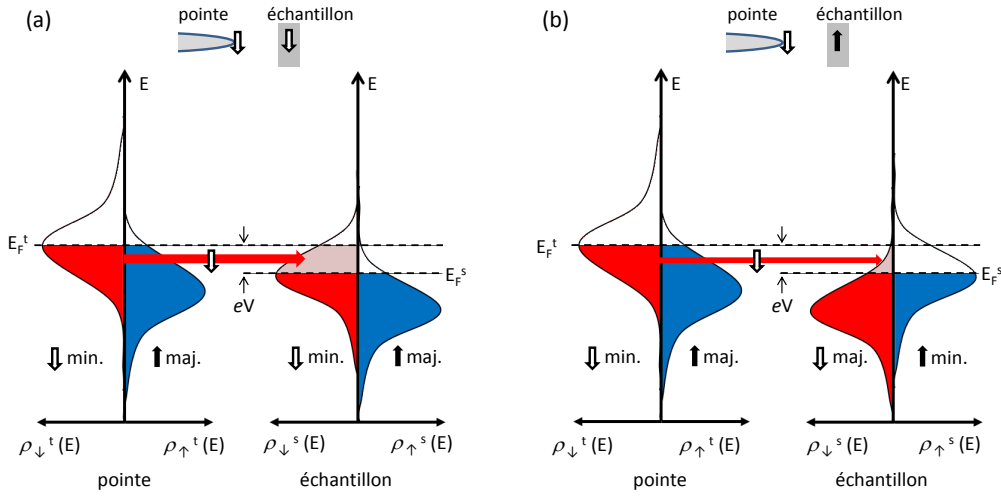 (a)
pointe échantillon
E E
E_F^t
E_F^s
eV
min. maj. min. maj.
ρ↓^t (E) ρ↑^t (E) ρ↓^s (E) ρ↑^s (E)
pointe échantillon
(b)
pointe échantillon
E E
E_F^t
E_F^s
eV
min. maj. maj. min.
ρ↓^t (E) ρ↑^t (E) ρ↓^s (E) ρ↑^s (E)
pointe échantillon